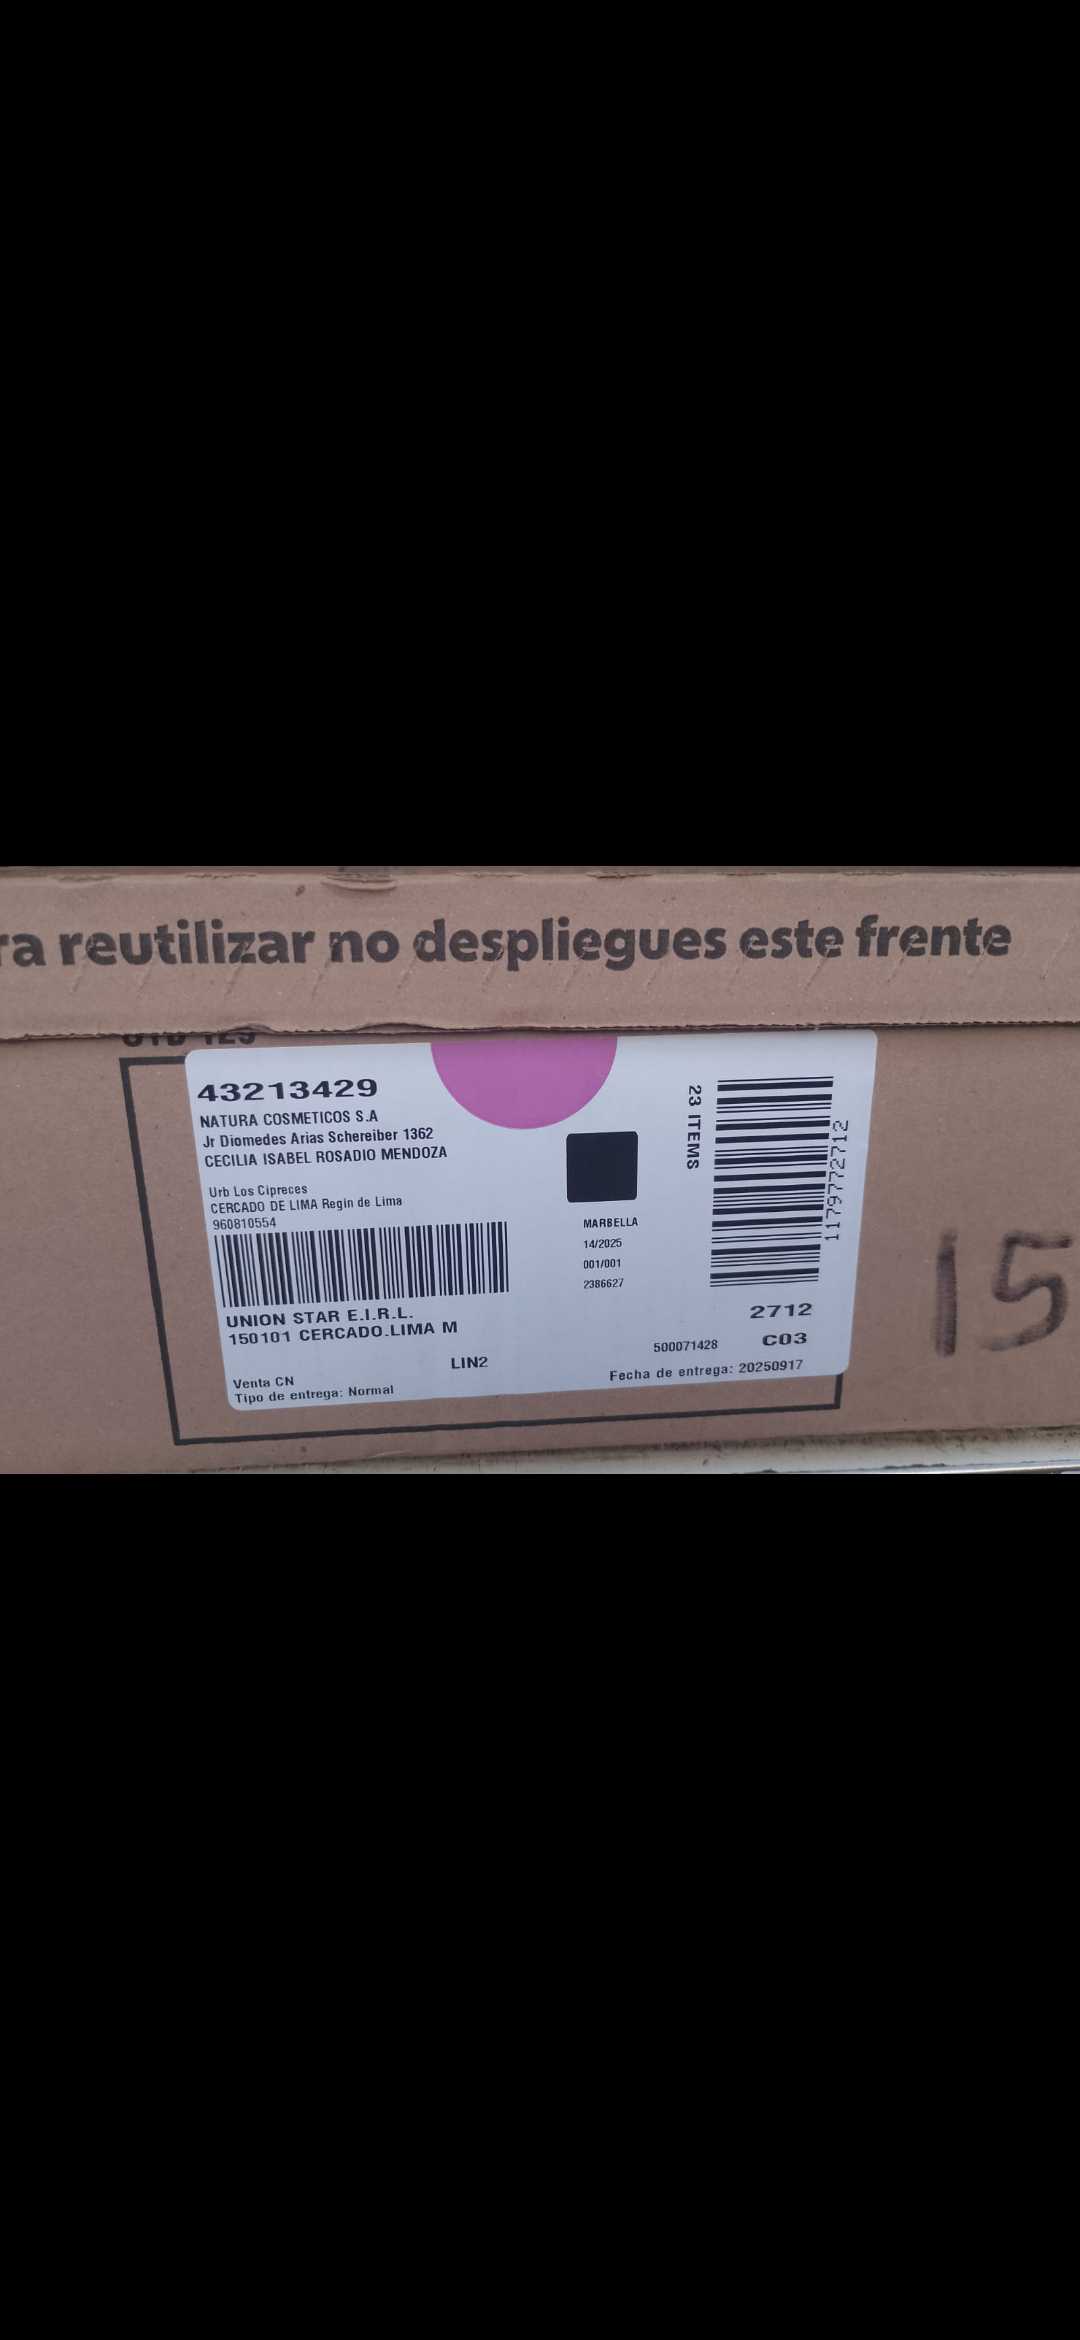 ra reutilizar no despliegues este frente
43213429
NATURA COSMETICOS S.A
Jr Diomedes Arias Schereiber 1362
CECILIA ISABEL ROSADIO MENDOZA
Urb Los Cipreces
CERCADO DE LIMA Regin de Lima
960810554
UNION STAR E.I.R.L.
150101 CERCADO.LIMA M
LIN2
Venta CN
Tipo de entrega: Normal
MARBELLA
14/2025
001/001
2386627
23 ITEMS
1179772712
2712
500071428 C03
Fecha de entrega: 20250917
15